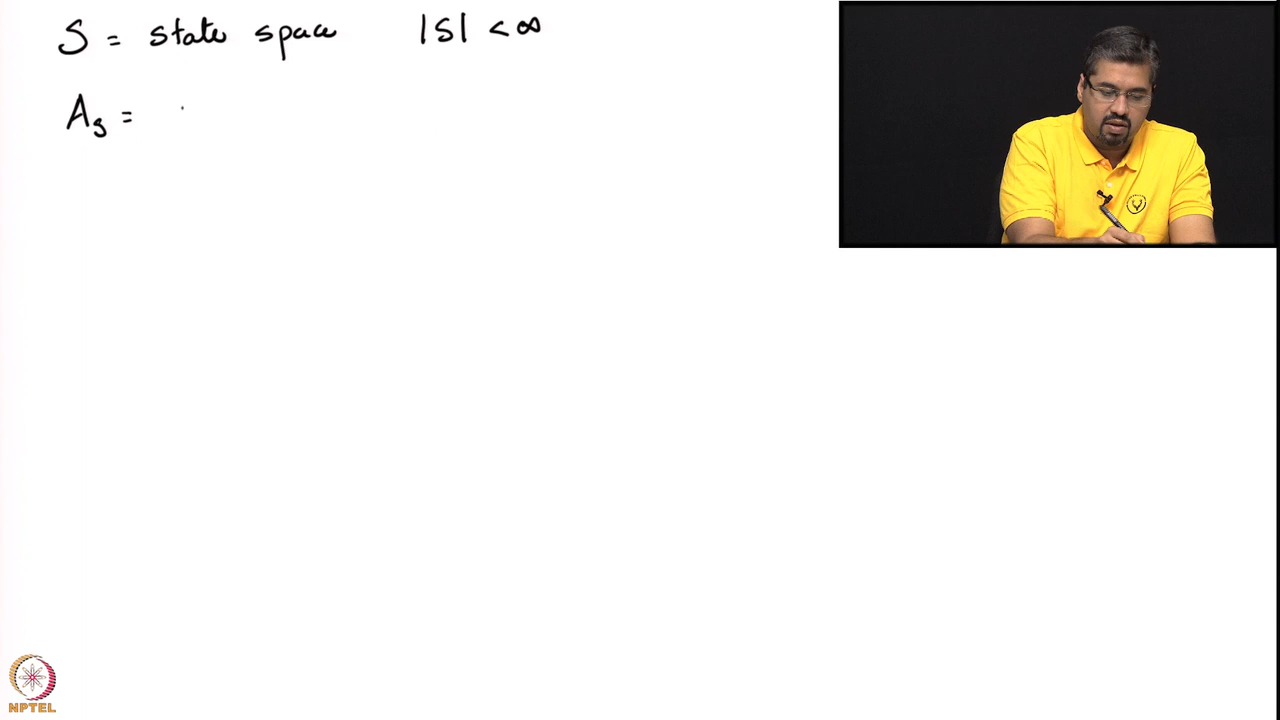 S = state space |S| < ∞
A_s =
NPTEL